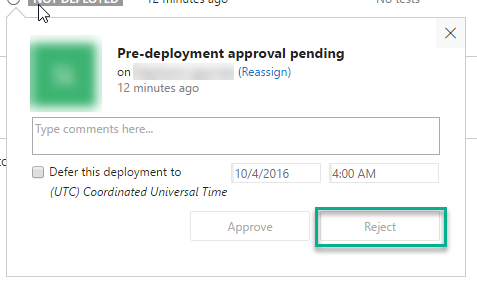 NOT DEPLOYED 12 minutes ago No tests
Pre-deployment approval pending
on (Reassign)
12 minutes ago
Type comments here...
Defer this deployment to 10/4/2016 4:00 AM
(UTC) Coordinated Universal Time
Approve Reject